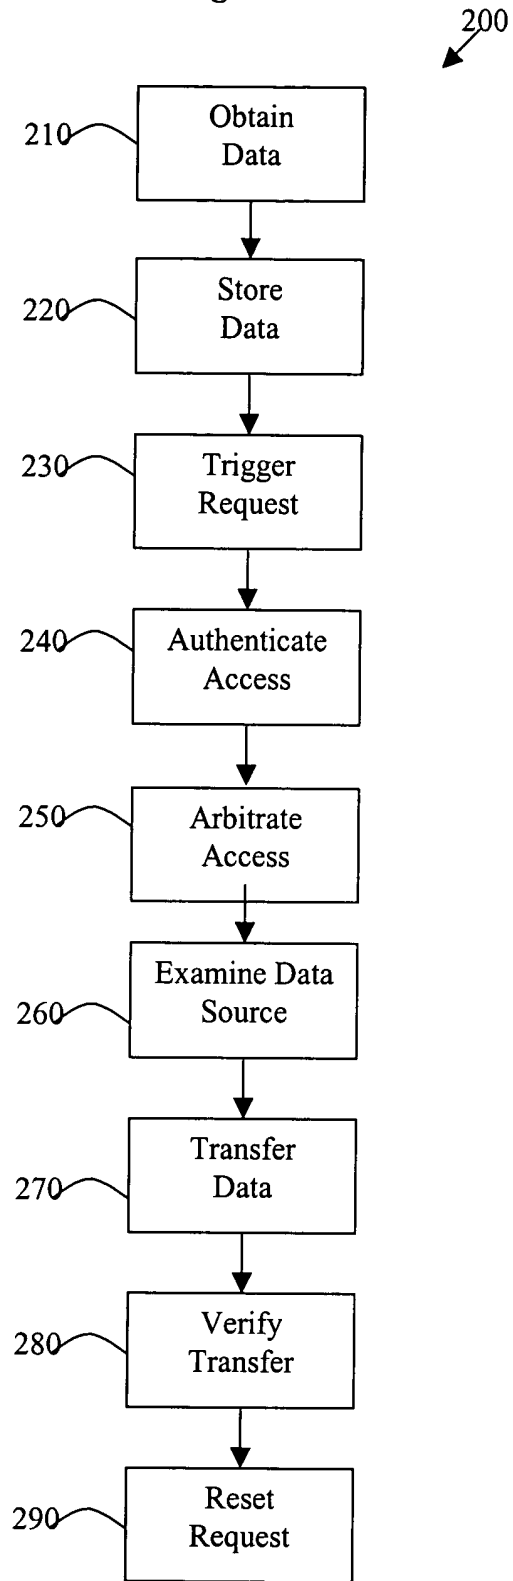 200
210
Obtain
Data
220
Store
Data
230
Trigger
Request
240
Authenticate
Access
250
Arbitrate
Access
260
Examine Data
Source
270
Transfer
Data
280
Verify
Transfer
290
Reset
Request